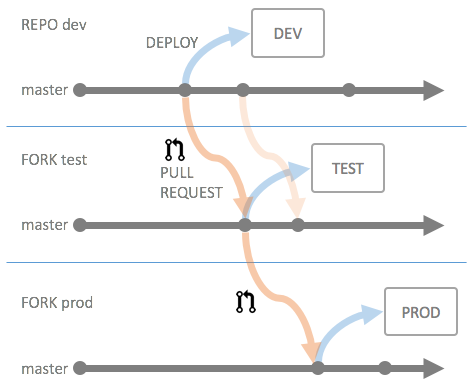 REPO dev
DEPLOY
DEV
master
FORK test
PULL
REQUEST
TEST
master
FORK prod
PROD
master